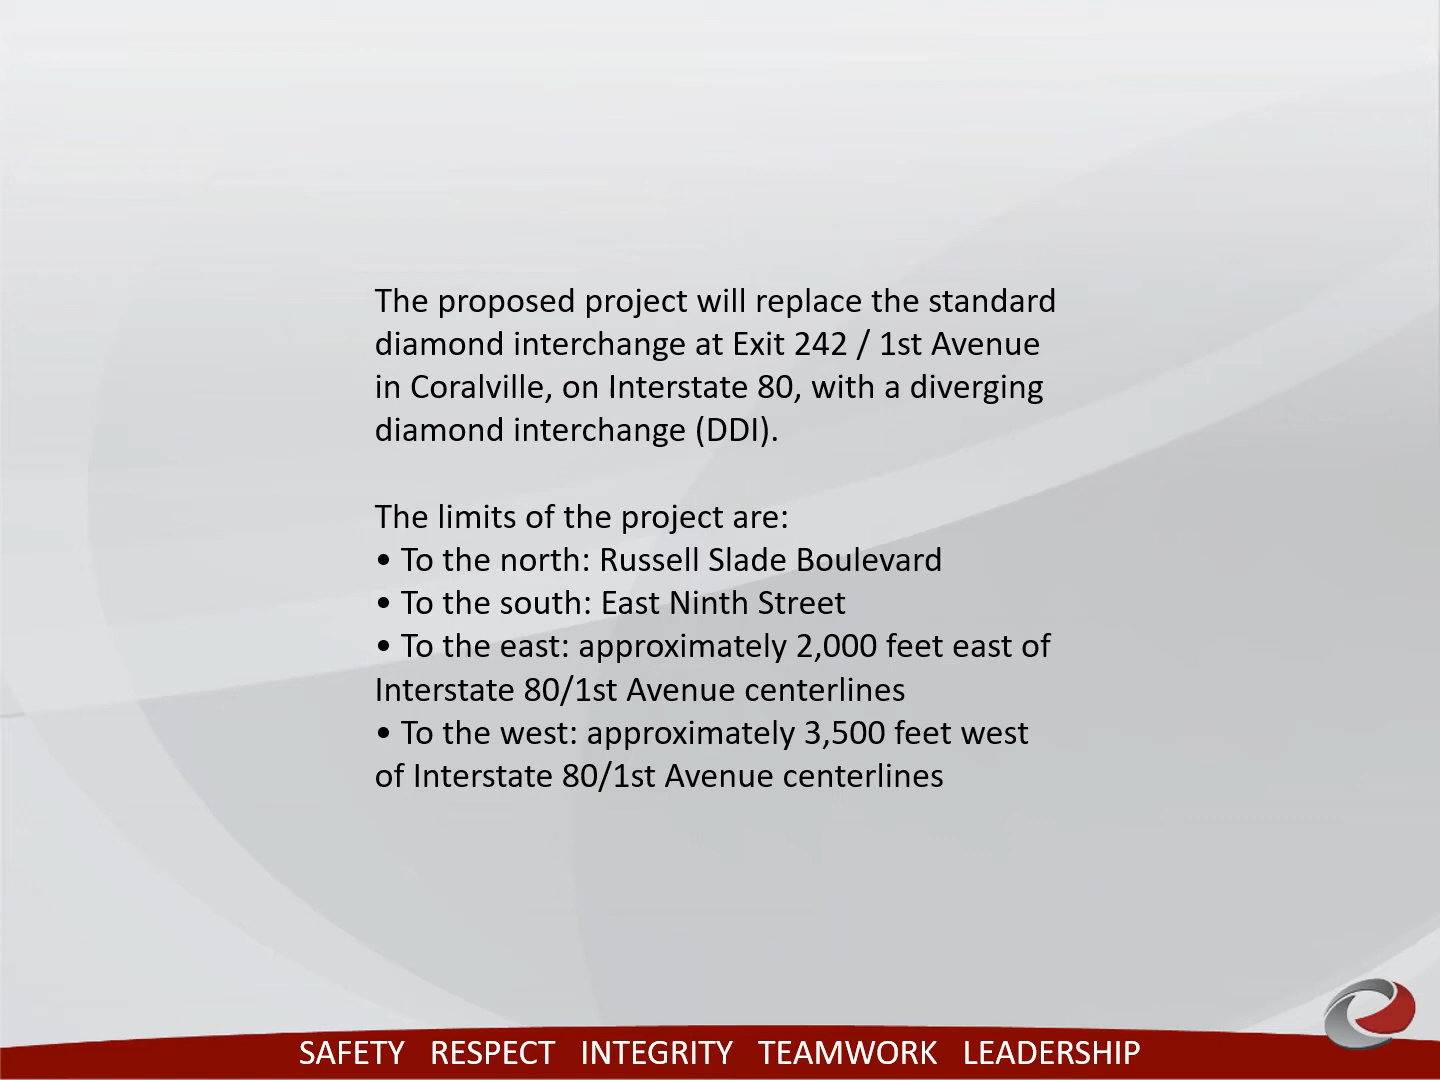 The proposed project will replace the standard
diamond interchange at Exit 242 / 1st Avenue
in Coralville, on Interstate 80, with a diverging
diamond interchange (DDI).
The limits of the project are:
• To the north: Russell Slade Boulevard
• To the south: East Ninth Street
• To the east: approximately 2,000 feet east of
Interstate 80/1st Avenue centerlines
• To the west: approximately 3,500 feet west
of Interstate 80/1st Avenue centerlines
SAFETY RESPECT INTEGRITY TEAMWORK LEADERSHIP